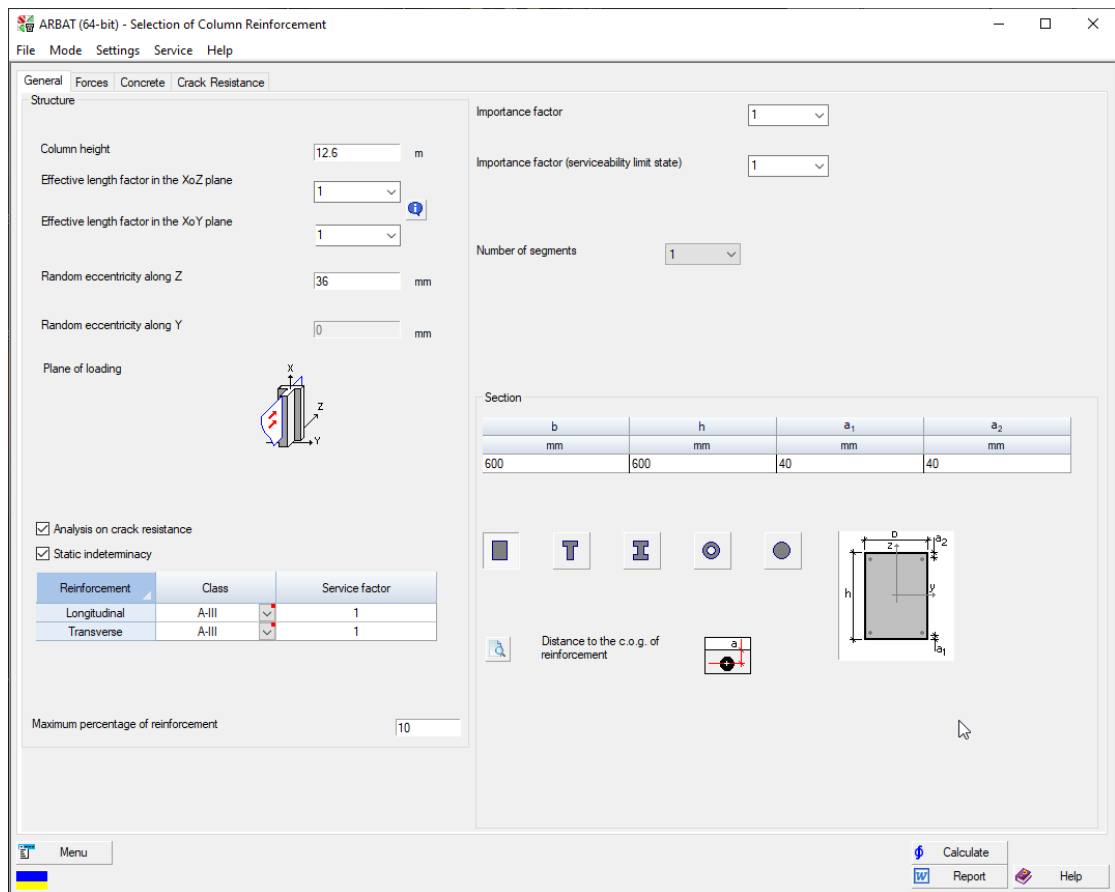 ARBAT (64-bit) - Selection of Column Reinforcement
File Mode Settings Service Help
General Forces Concrete Crack Resistance
Structure
Column height 12.6 m
Effective length factor in the XoZ plane 1
Effective length factor in the XoY plane 1
Random eccentricity along Z 36 mm
Random eccentricity along Y 0 mm
Plane of loading
X
Z
Y
Analysis on crack resistance
Static indeterminacy
Reinforcement Class Service factor
Longitudinal A-III 1
Transverse A-III 1
Maximum percentage of reinforcement 10
Importance factor 1
Importance factor (serviceability limit state) 1
Number of segments 1
Section
b h a1 a2
mm mm mm mm
600 600 40 40
z a2
h y
a1
Distance to the c.o.g. of
reinforcement
a
Menu Calculate
Report Help